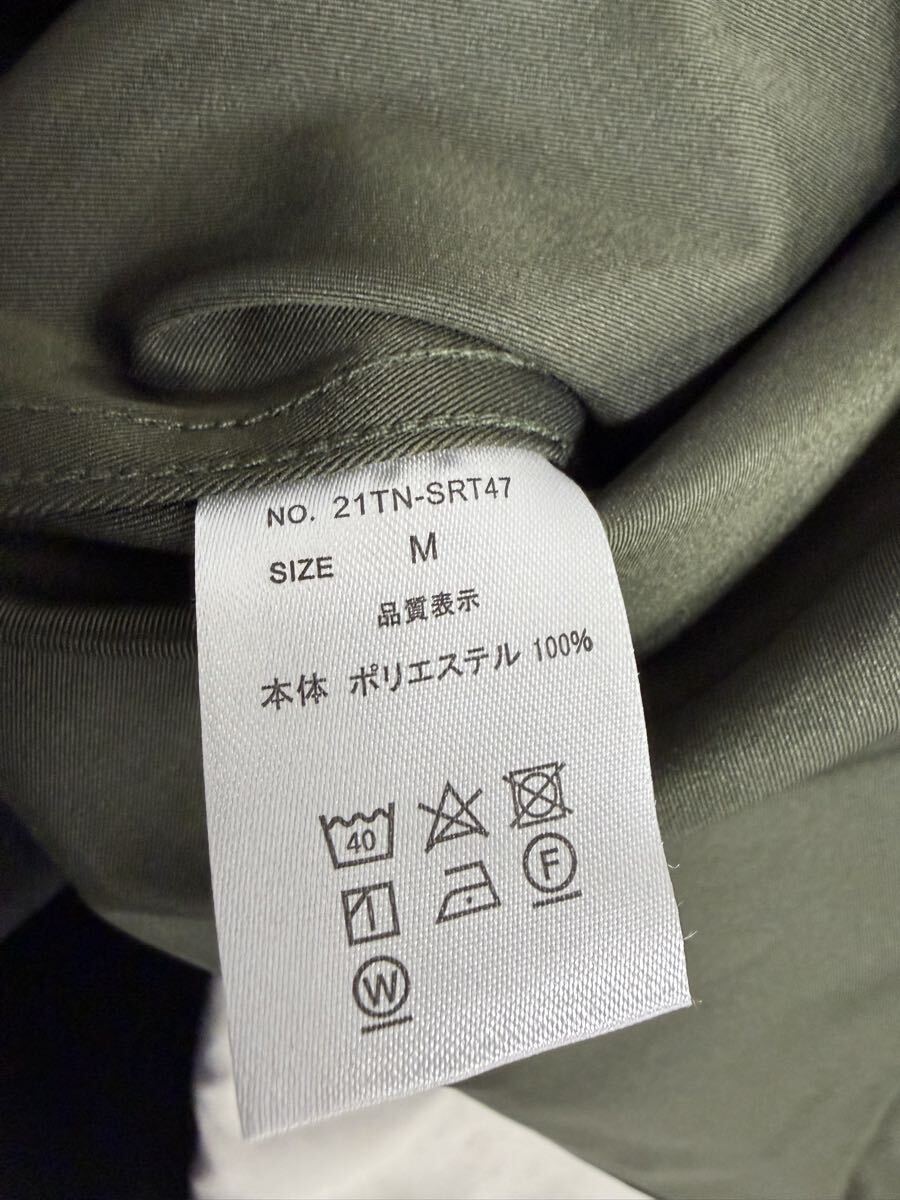 NO. 21TN-SRT47
SIZE M
品質表示
本体 ポリエステル 100%
40
F
W